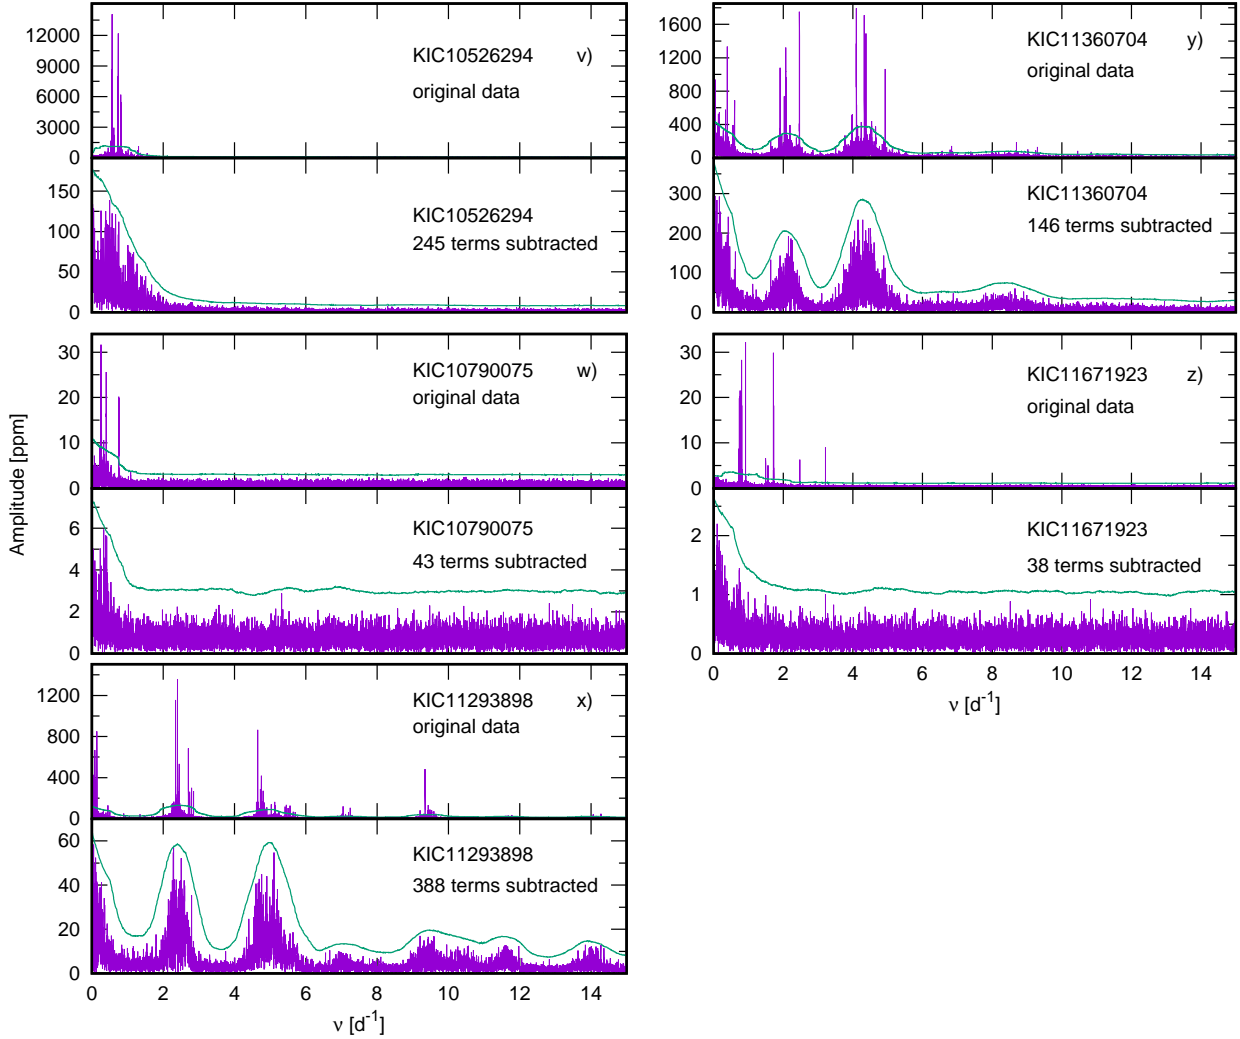 12000
9000
6000
3000
0
KIC10526294 v)
original data
150
100
50
0
KIC10526294
245 terms subtracted
30
20
10
0
KIC10790075 w)
original data
6
4
2
0
KIC10790075
43 terms subtracted
1200
800
400
0
KIC11293898 x)
original data
60
40
20
0
KIC11293898
388 terms subtracted
0 2 4 6 8 10 12 14
ν [d⁻¹]
Amplitude [ppm]
1600
1200
800
400
0
KIC11360704 y)
original data
300
200
100
0
KIC11360704
146 terms subtracted
30
20
10
0
KIC11671923 z)
original data
2
1
0
KIC11671923
38 terms subtracted
0 2 4 6 8 10 12 14
ν [d⁻¹]